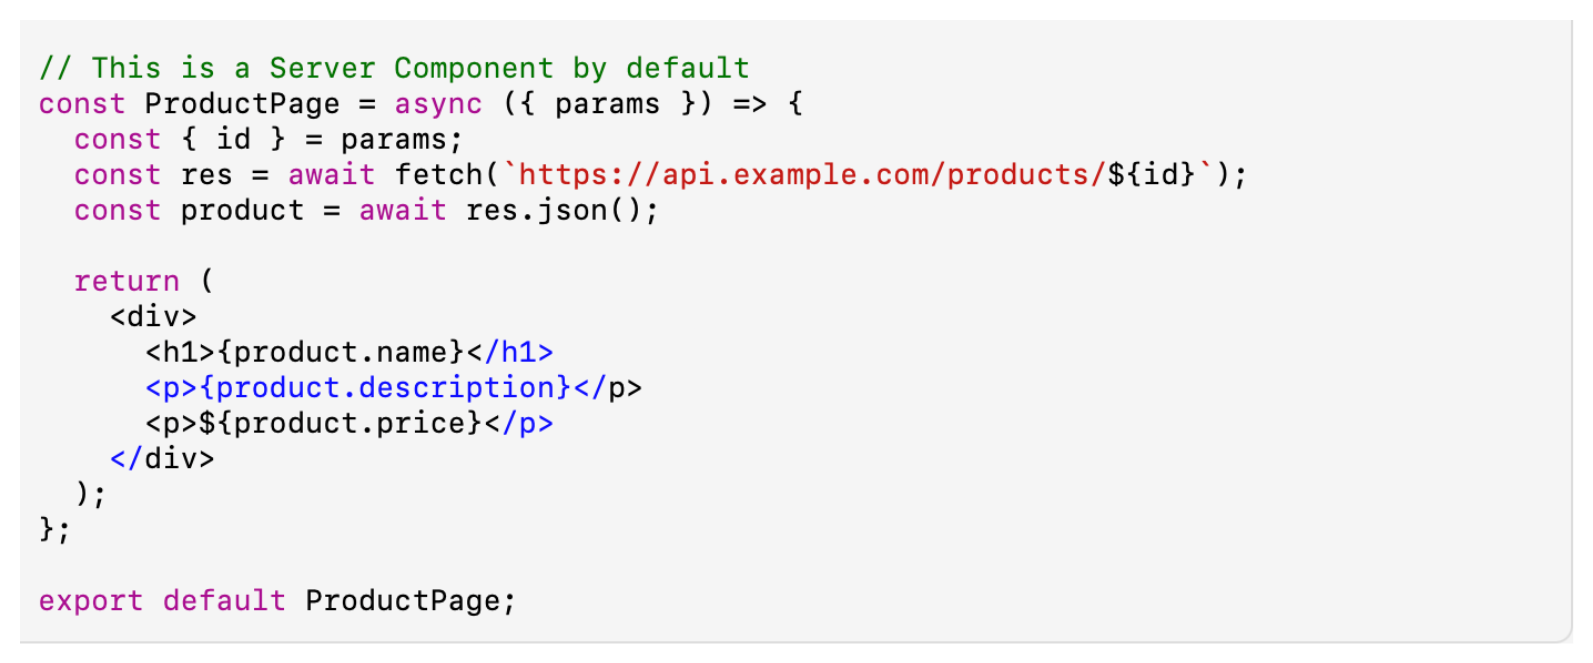 // This is a Server Component by default
const ProductPage = async ({ params }) => {
  const { id } = params;
  const res = await fetch(`https://api.example.com/products/${id}`);
  const product = await res.json();

  return (
    <div>
      <h1>{product.name}</h1>
      <p>{product.description}</p>
      <p>${product.price}</p>
    </div>
  );
};

export default ProductPage;